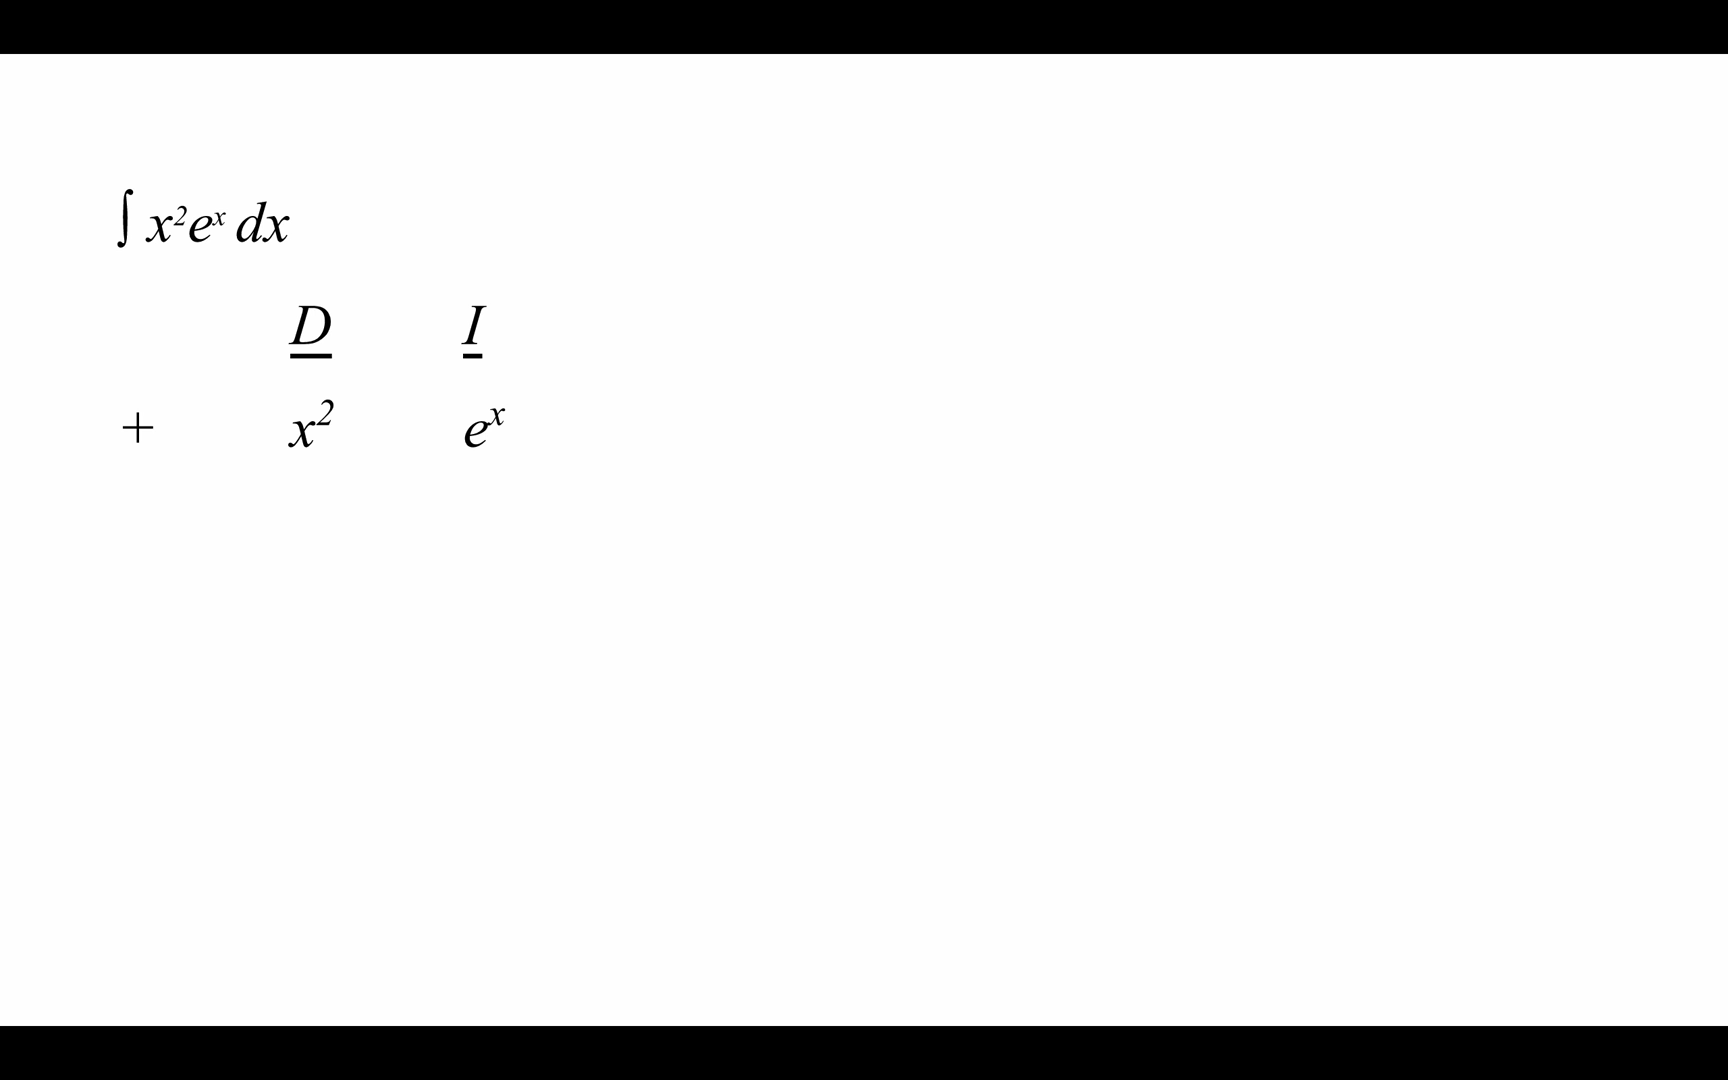 ∫ x²eˣ dx
D I
+ x² eˣ